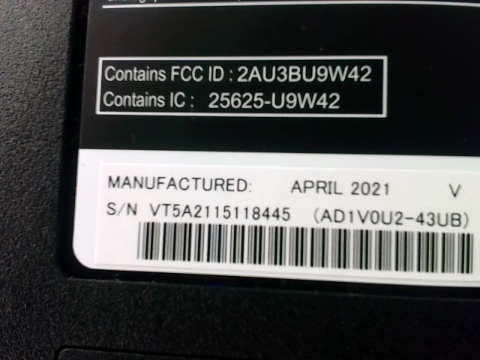 Contains FCC ID : 2AU3BU9W42
Contains IC : 25625-U9W42
MANUFACTURED: APRIL 2021 V
S/N VT5A2115118445 (AD1V0U2-43UB)